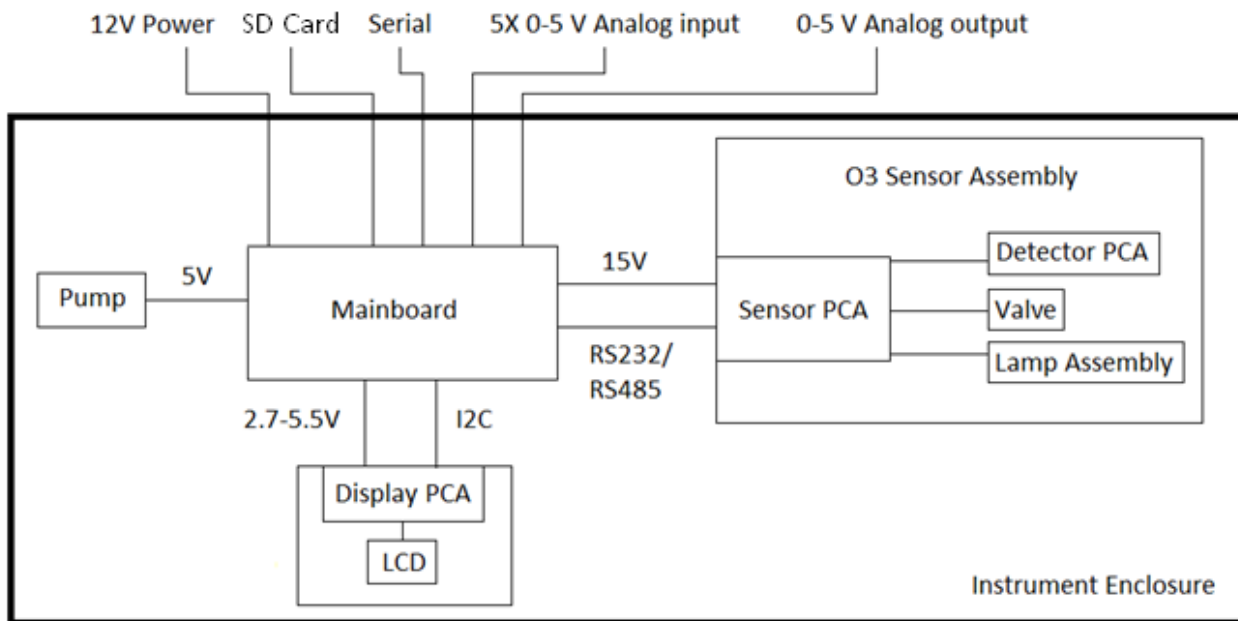 12V Power SD Card Serial 5X 0-5 V Analog input 0-5 V Analog output
O3 Sensor Assembly
Detector PCA
5V
15V
Pump
Mainboard
Sensor PCA
Valve
RS232/
RS485
Lamp Assembly
2.7-5.5V
I2C
Display PCA
LCD
Instrument Enclosure